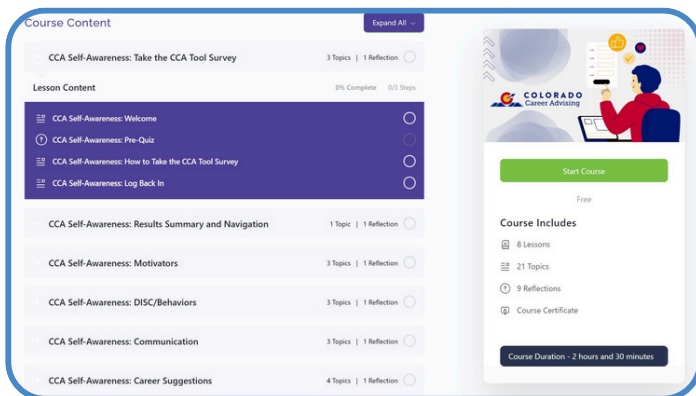 Course Content
Expand All
CCA Self-Awareness: Take the CCA Tool Survey
3 Topics | 1 Reflection
Lesson Content
0% Complete 0/3 Steps
CCA Self-Awareness: Welcome
CCA Self-Awareness: Pre-Quiz
CCA Self-Awareness: How to Take the CCA Tool Survey
CCA Self-Awareness: Log Back In
CCA Self-Awareness: Results Summary and Navigation
1 Topic | 1 Reflection
CCA Self-Awareness: Motivators
3 Topics | 1 Reflection
CCA Self-Awareness: DISC/Behaviors
3 Topics | 1 Reflection
CCA Self-Awareness: Communication
3 Topics | 1 Reflection
CCA Self-Awareness: Career Suggestions
4 Topics | 1 Reflection
COLORADO
Career Advising
Start Course
Free
Course Includes
8 Lessons
21 Topics
9 Reflections
Course Certificate
Course Duration - 2 hours and 30 minutes